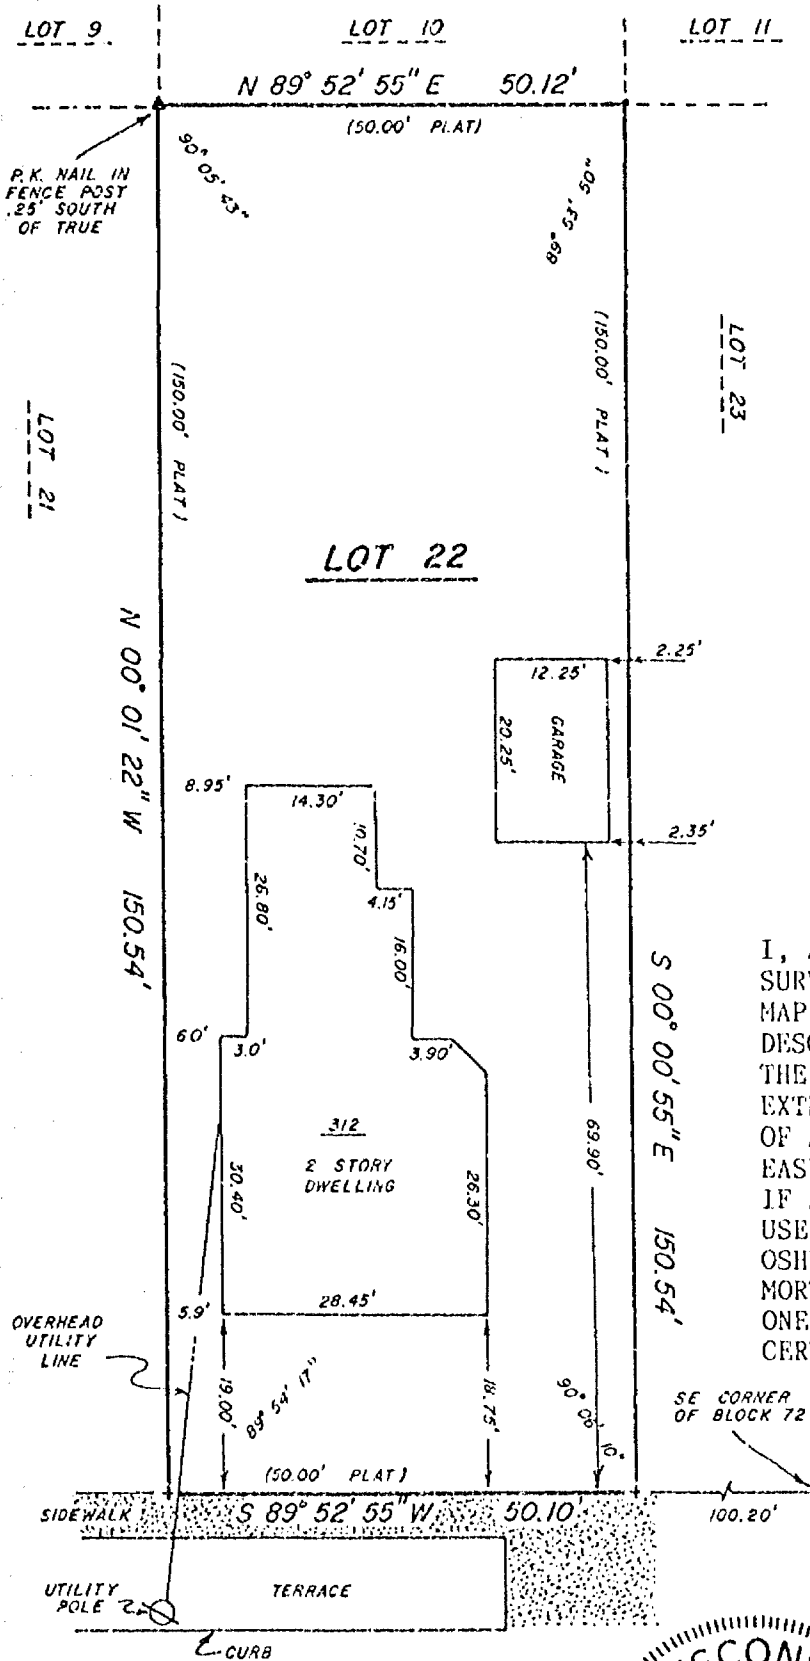 LOT 9
LOT 10
LOT 11
N 89° 52' 55" E 50.12'
(50.00' PLAT)
P.K. NAIL IN
FENCE POST
.25' SOUTH
OF TRUE
90° 05' 43"
89° 53' 50"
(150.00' PLAT)
(150.00' PLAT)
LOT 23
LOT 21
LOT 22
N 00° 01' 22" W 150.54'
2.25'
12.25'
20.25'
GARAGE
2.35'
8.95'
14.30'
10.70'
4.15'
26.80'
16.00'
60'
3.0'
3.90'
S 00° 00' 55" E 150.54'
69.90'
312
2 STORY
DWELLING
30.40'
26.30'
28.45'
5.9'
OVERHEAD
UTILITY
LINE
19.00'
89° 54' 17"
18.75'
90° 06' 10"
I,
SURV
MAP
DESC
THE
EXT
OF
EAS
IF
USE
OSH
MOR
ONE
CER
SE CORNER
OF BLOCK 72
(50.00' PLAT)
SIDEWALK
S 89° 52' 55" W 50.10'
100.20'
UTILITY
POLE
TERRACE
CURB
SCON